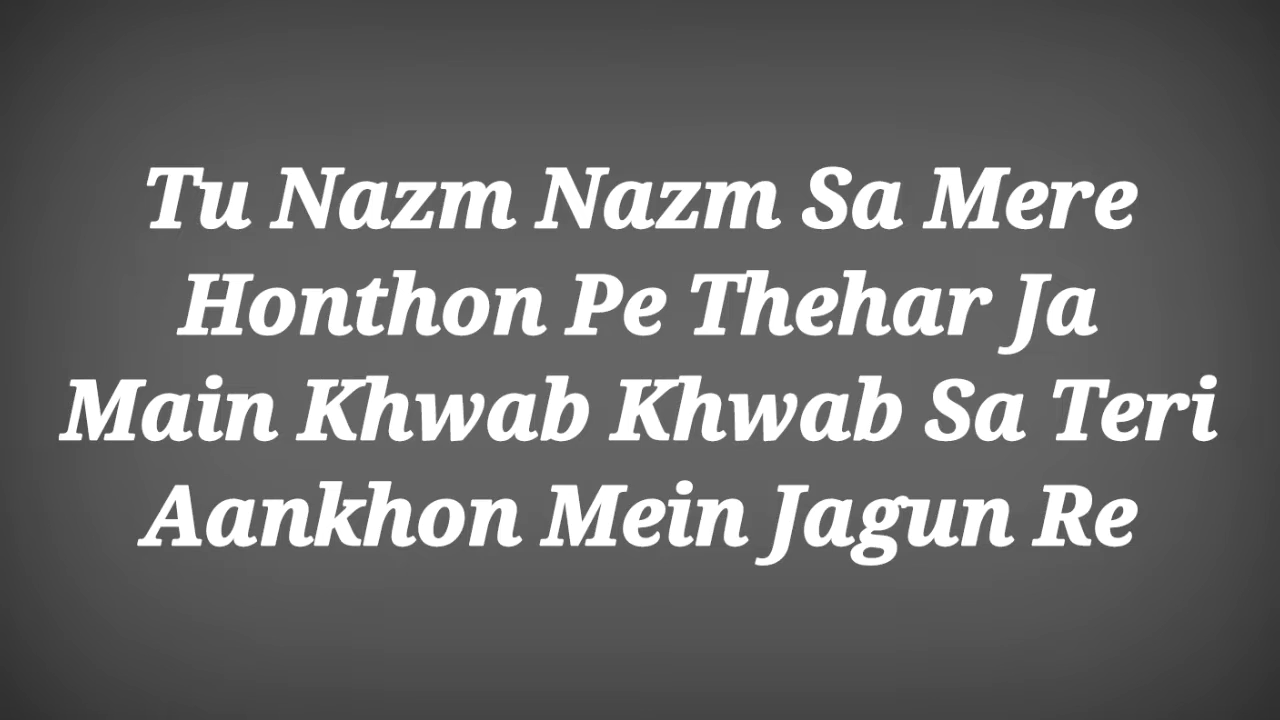 Tu Nazm Nazm Sa Mere
Honthon Pe Thehar Ja
Main Khwab Khwab Sa Teri
Aankhon Mein Jagun Re